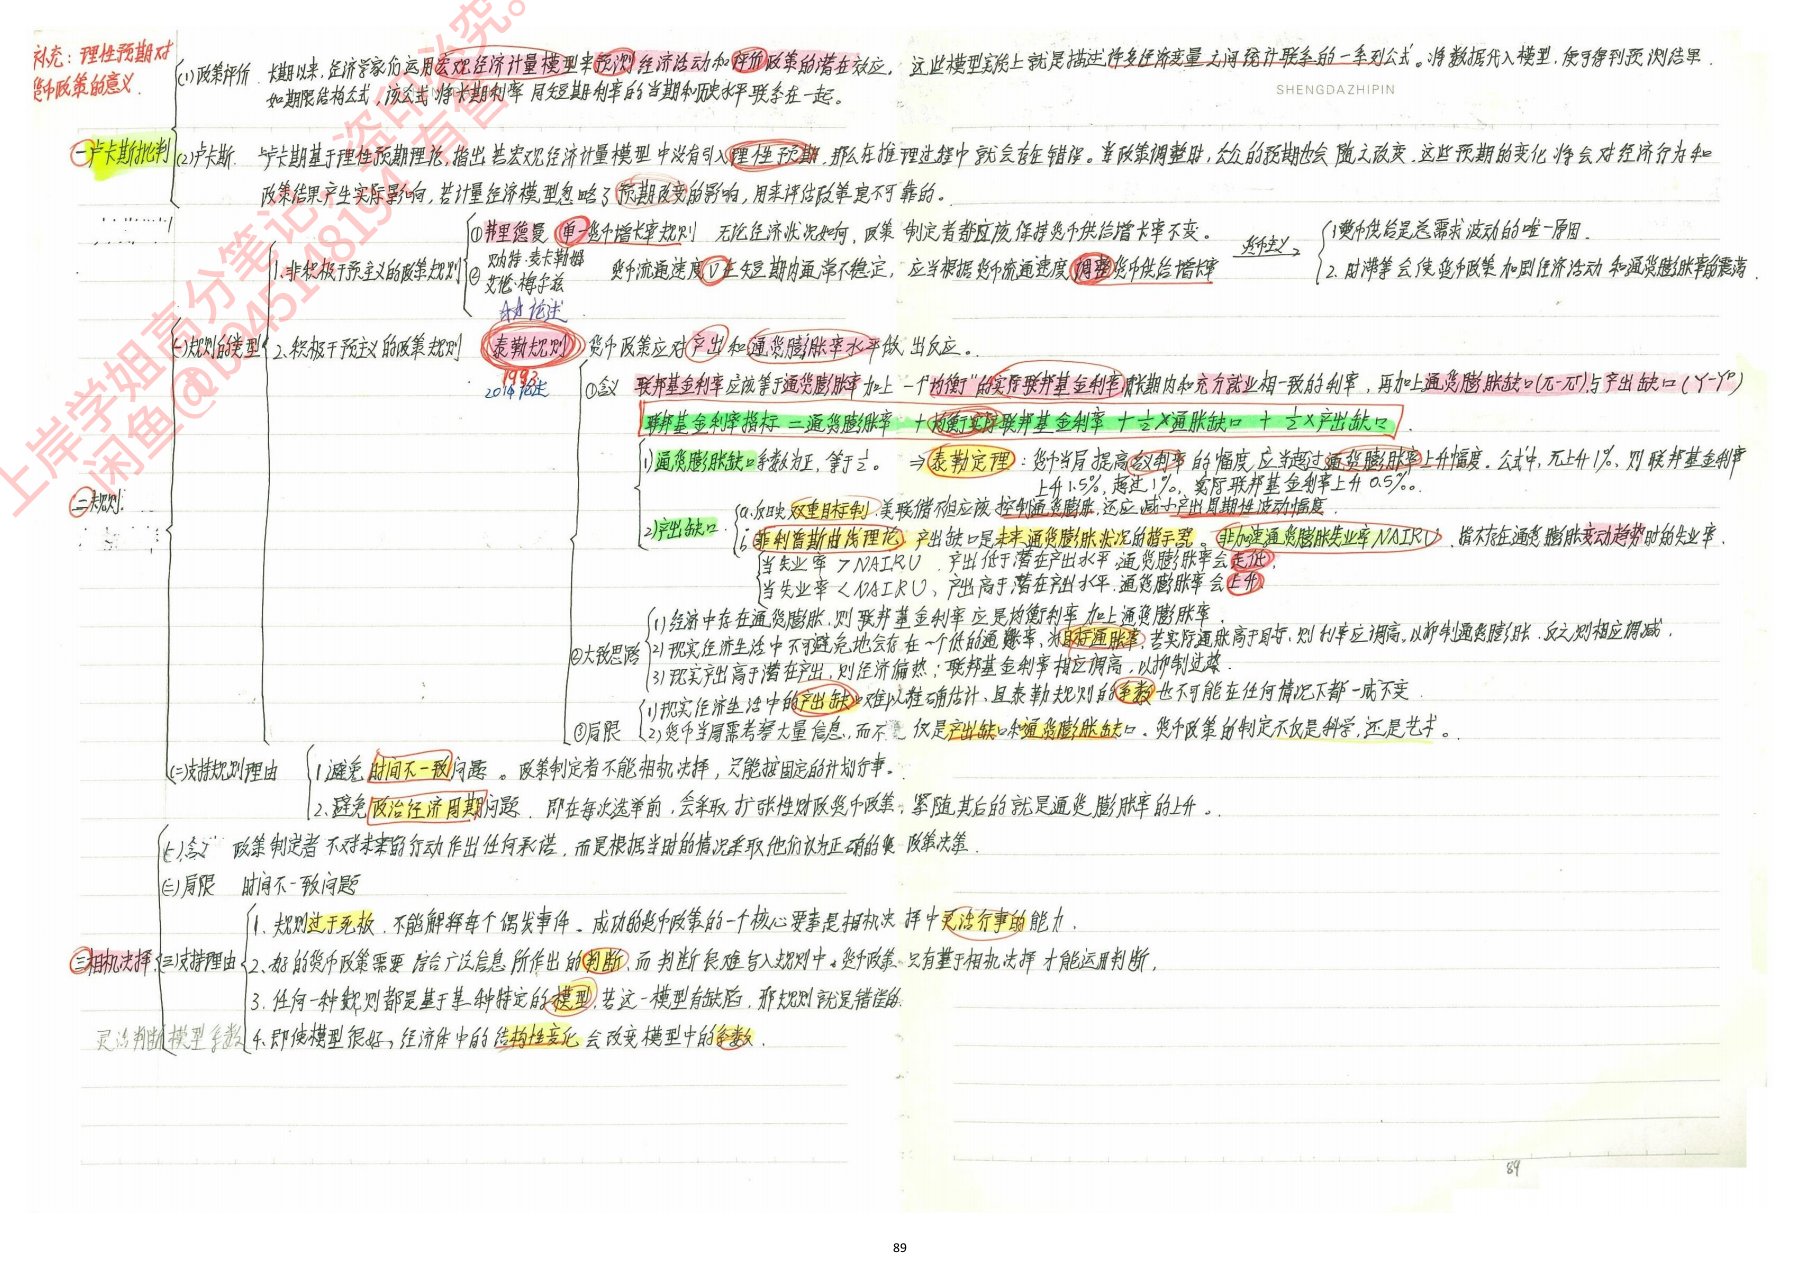 补充：理性预期对
货币政策的意义
SHENGDAZHIPIN
(1)政策评价 长期以来，经济学家们运用宏观经济计量模型来预测经济活动和评价政策的潜在效应，这些模型实际上就是描述许多经济变量之间统计联系的一系列公式。将数据代入模型，便可得到预测结果.
如期限结构公式，该公式将长期利率同短期利率的当期和历史水平联系在一起。
一卢卡斯批判
(2)卢卡斯. 卢卡斯基于理性预期理论，指出若宏观经济计量模型中没有引入理性预期，那么在推理过程中就会存在错误。当政策调整时，公众的预期也会随之改变，这些预期的变化将会对经济行为和
政策结果产生实际影响，若计量经济模型忽略了预期改变的影响，用来评估政策是不可靠的。
二规则.
(一)规则的类型
1.非积极干预主义的政策规则
①弗里德曼 单一货币增长率规则 无论经济状况如何，政策制定者都应该保持货币供给增长率不变。
货币主义
1货币供给是总需求波动的唯一原因.
2.时滞等会使货币政策加剧经济活动和通货膨胀率的震荡.
② 贝内特·麦卡勒姆
艾伦·梅尔兹
货币流通速度V在短期内通常不稳定，应当根据货币流通速度调整货币供给增长率
论述
2.积极干预主义的政策规则 泰勒规则 货币政策应对产出和通货膨胀率水平做出反应。
1993
①含义 联邦基金利率应该等于通货膨胀率加上一个"均衡"的实际联邦基金利率 长期内和充分就业相一致的利率，再加上通货膨胀缺口(π-π*)与产出缺口(Y-Yᴾ)
联邦基金利率指标=通货膨胀率+均衡实际联邦基金利率+½×通胀缺口+½×产出缺口.
1)通货膨胀缺口系数为正，等于½。 ⇒泰勒定理：货币当局提高名义利率的幅度应当超过通货膨胀率上升幅度。公式中，π上升1%，则联邦基金利率
上升1.5%，超过1%，实际联邦基金利率上升0.5%。
2)产出缺口.
a.反映双重目标制.美联储不但应该控制通货膨胀，还应减小产出周期性波动幅度.
b 菲利普斯曲线理论，产出缺口是未来通货膨胀状况的指示器。非加速通货膨胀失业率NAIRU，指不存在通货膨胀变动趋势时的失业率.
当失业率>NAIRU，产出低于潜在产出水平，通货膨胀率会走低.
当失业率<NAIRU，产出高于潜在产出水平.通货膨胀率会上升
②大致思路
1)经济中存在通货膨胀，则联邦基金利率应是均衡利率加上通货膨胀率.
2)现实经济生活中不可避免地会存在一个低的通胀率，为目标通胀率，若实际通胀高于目标，则利率应调高，以抑制通货膨胀.反之，则相应调减.
3)现实产出高于潜在产出，则经济偏热；联邦基金利率相应调高，以抑制过热.
③局限
1)现实经济生活中的产出缺口难以准确估计，且泰勒规则的系数也不可能在任何情况下都一成不变.
2)货币当局需考察大量信息，而不仅仅是产出缺口和通货膨胀缺口。货币政策的制定不仅是科学，还是艺术。
(二)支持规则理由
1.避免时间不一致问题。政策制定者不能相机决择，只能按固定的计划行事。
2.避免政治经济周期问题.即在每次选举前，会采取扩张性财政货币政策，紧随其后的就是通货膨胀率的上升。
三相机决择.
(一)含义 政策制定者不对未来的行动作出任何承诺，而是根据当时的情况采取他们认为正确的政策决策.
(二)局限 时间不一致问题
(三)支持理由
1.规则过于死板.不能解释每个偶发事件。成功的货币政策的一个核心要素是相机决择中灵活行事的能力.
2.好的货币政策需要综合广泛信息所作出的判断，而判断很难写入规则中。货币政策只有基于相机决择才能运用判断.
3.任何一种规则都是基于某种特定的模型，若这一模型有缺陷，那规则就是错误的
4.即使模型很好，经济体中的结构性变化会改变模型中的系数.
灵活判断模型系数
89
89
上岸学姐高分笔记，盗印必究。